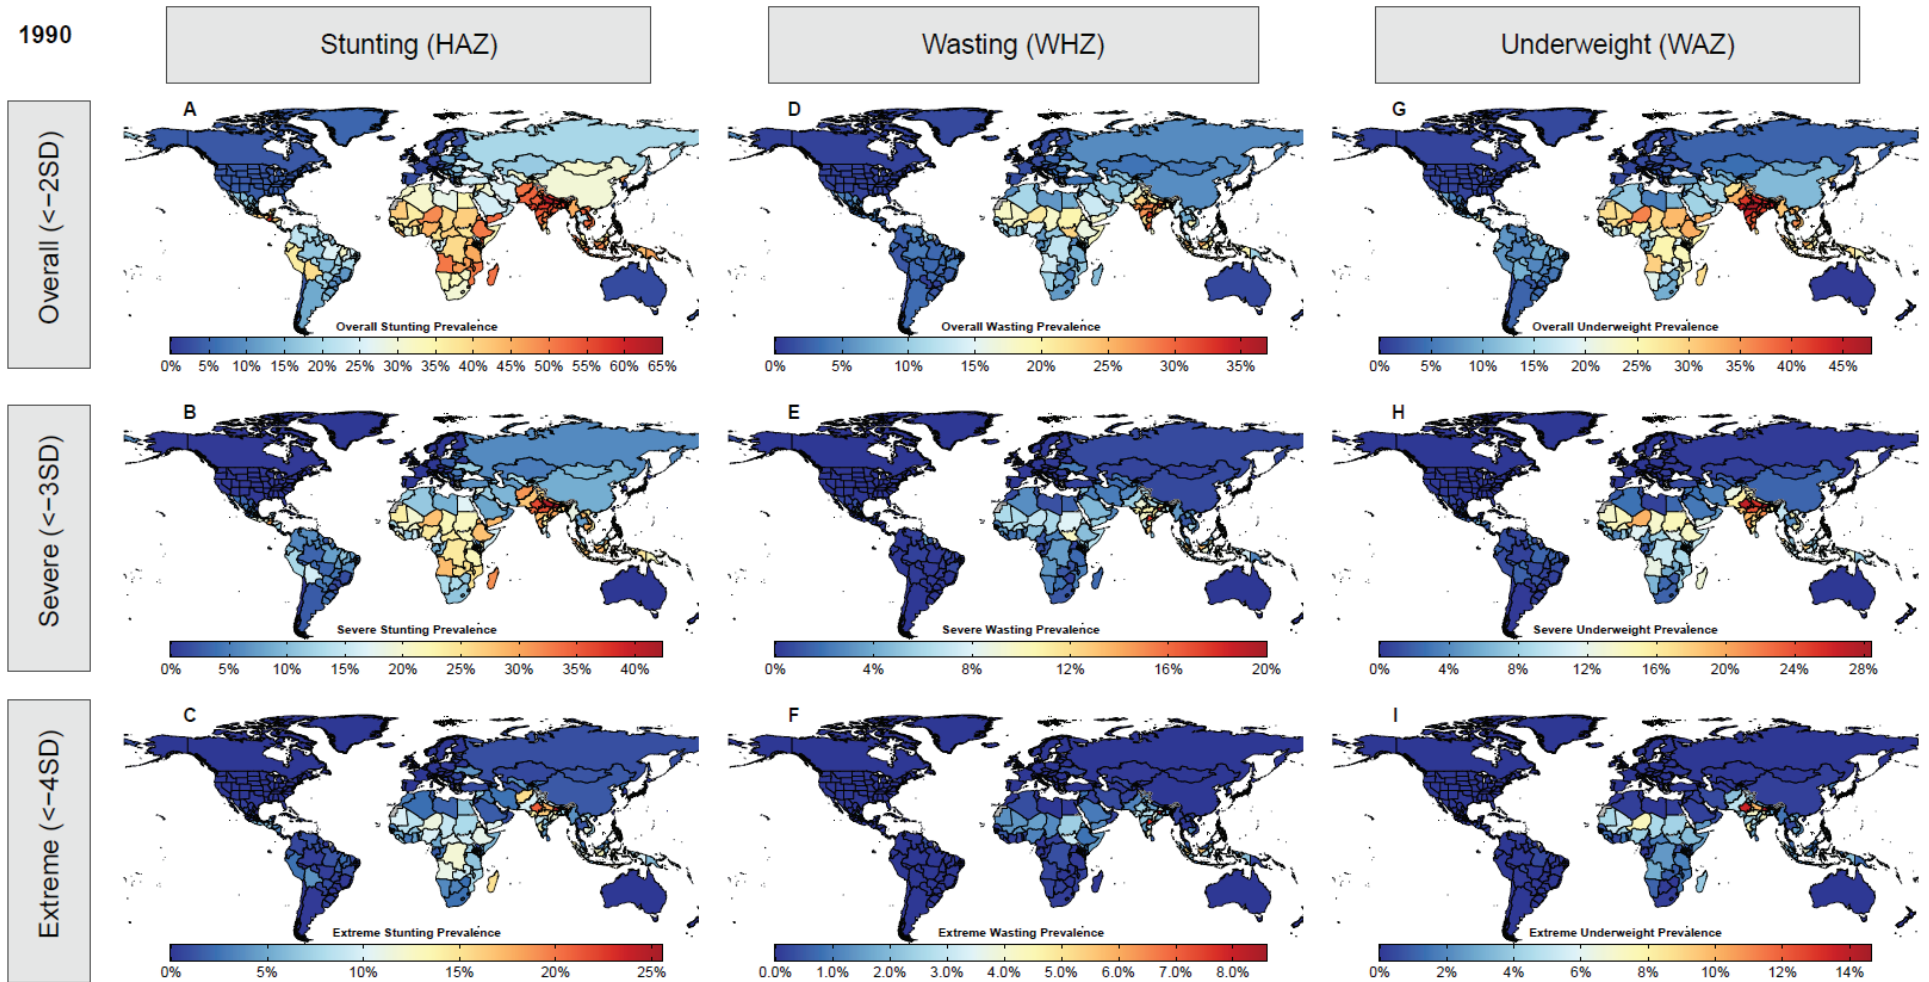 1990
Stunting (HAZ)
Wasting (WHZ)
Underweight (WAZ)
Overall (<−2SD)
A
Overall Stunting Prevalence
0% 5% 10% 15% 20% 25% 30% 35% 40% 45% 50% 55% 60% 65%
D
Overall Wasting Prevalence
0% 5% 10% 15% 20% 25% 30% 35%
G
Overall Underweight Prevalence
0% 5% 10% 15% 20% 25% 30% 35% 40% 45%
Severe (<−3SD)
B
Severe Stunting Prevalence
0% 5% 10% 15% 20% 25% 30% 35% 40%
E
Severe Wasting Prevalence
0% 4% 8% 12% 16% 20%
H
Severe Underweight Prevalence
0% 4% 8% 12% 16% 20% 24% 28%
Extreme (<−4SD)
C
Extreme Stunting Prevalence
0% 5% 10% 15% 20% 25%
F
Extreme Wasting Prevalence
0.0% 1.0% 2.0% 3.0% 4.0% 5.0% 6.0% 7.0% 8.0%
I
Extreme Underweight Prevalence
0% 2% 4% 6% 8% 10% 12% 14%